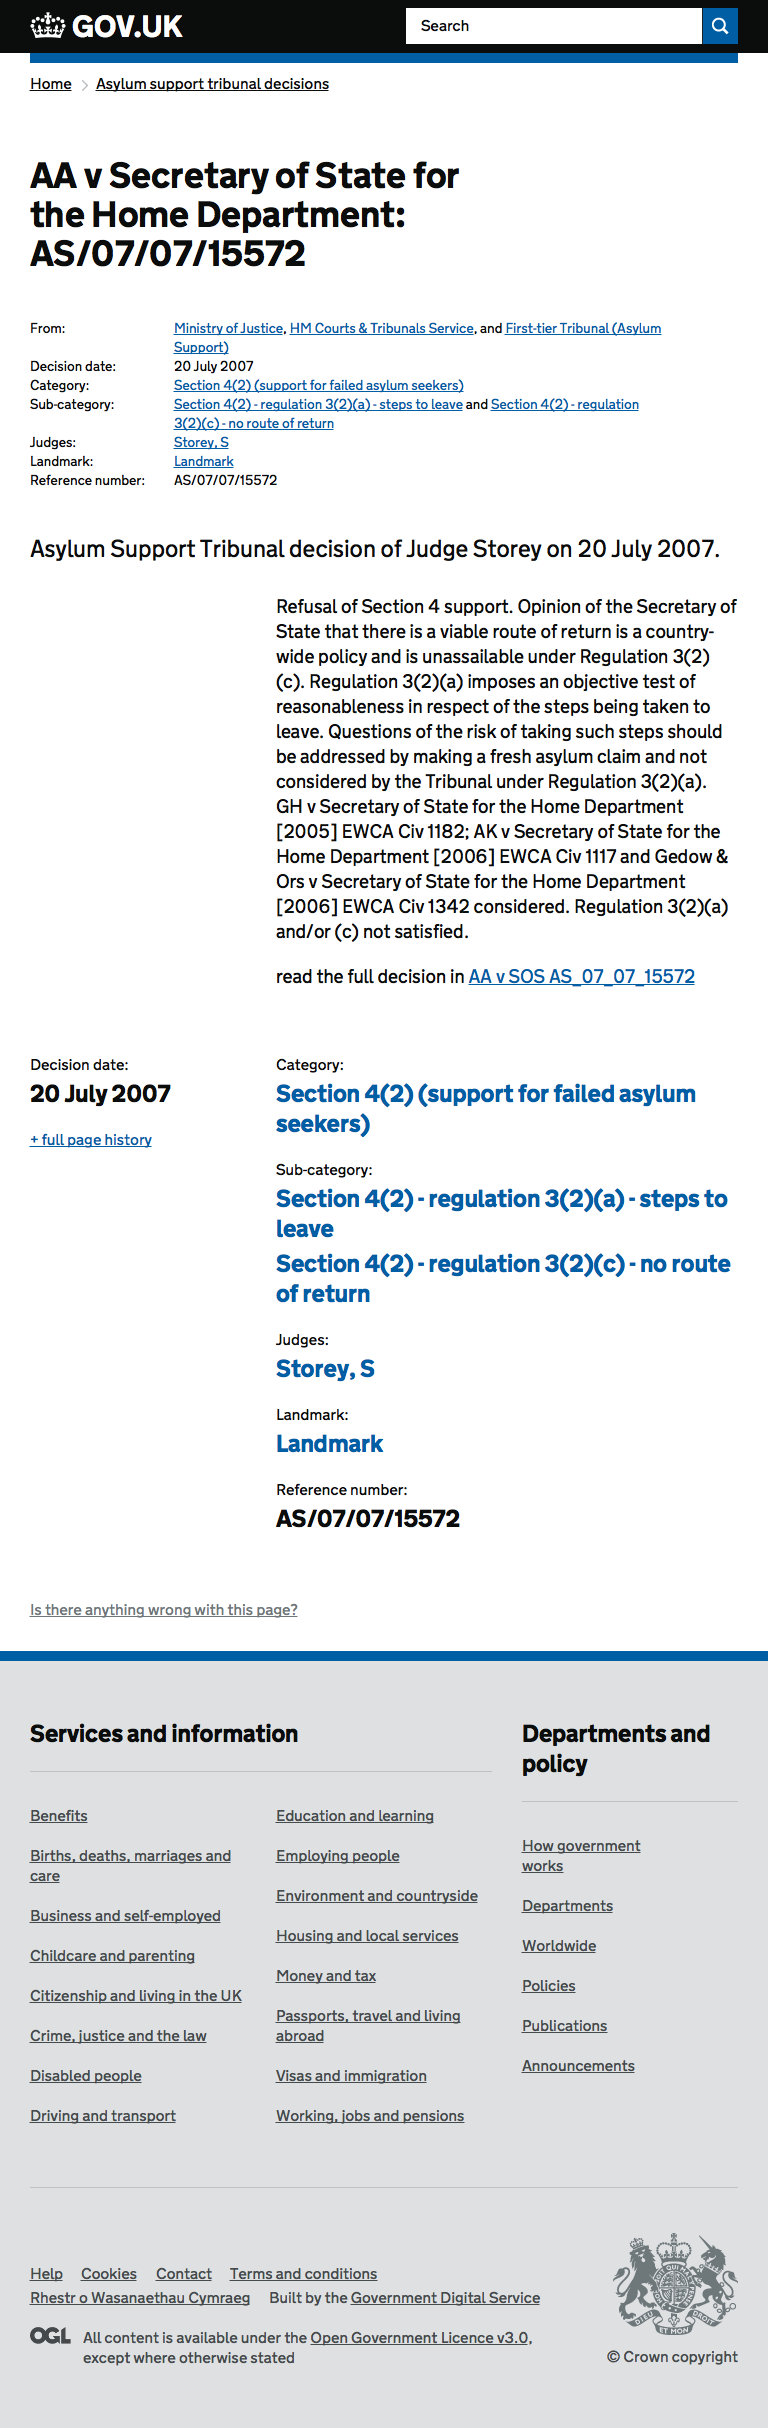 GOV.UK
Search
Home
Asylum support tribunal decisions
AA v Secretary of State for
the Home Department:
AS/07/07/15572
From: Ministry of Justice, HM Courts & Tribunals Service, and First-tier Tribunal (Asylum
Support)
Decision date: 20 July 2007
Category: Section 4(2) (support for failed asylum seekers)
Sub-category: Section 4(2) - regulation 3(2)(a) - steps to leave and Section 4(2) - regulation
3(2)(c) - no route of return
Judges: Storey, S
Landmark: Landmark
Reference number: AS/07/07/15572
Asylum Support Tribunal decision of Judge Storey on 20 July 2007.
Refusal of Section 4 support. Opinion of the Secretary of
State that there is a viable route of return is a country-
wide policy and is unassailable under Regulation 3(2)
(c). Regulation 3(2)(a) imposes an objective test of
reasonableness in respect of the steps being taken to
leave. Questions of the risk of taking such steps should
be addressed by making a fresh asylum claim and not
considered by the Tribunal under Regulation 3(2)(a).
GH v Secretary of State for the Home Department
[2005] EWCA Civ 1182; AK v Secretary of State for the
Home Department [2006] EWCA Civ 1117 and Gedow &
Ors v Secretary of State for the Home Department
[2006] EWCA Civ 1342 considered. Regulation 3(2)(a)
and/or (c) not satisfied.
read the full decision in AA v SOS AS_07_07_15572
Decision date:
20 July 2007
+ full page history
Category:
Section 4(2) (support for failed asylum
seekers)
Sub-category:
Section 4(2) - regulation 3(2)(a) - steps to
leave
Section 4(2) - regulation 3(2)(c) - no route
of return
Judges:
Storey, S
Landmark:
Landmark
Reference number:
AS/07/07/15572
Is there anything wrong with this page?
Services and information
Benefits
Births, deaths, marriages and
care
Business and self-employed
Childcare and parenting
Citizenship and living in the UK
Crime, justice and the law
Disabled people
Driving and transport
Education and learning
Employing people
Environment and countryside
Housing and local services
Money and tax
Passports, travel and living
abroad
Visas and immigration
Working, jobs and pensions
Departments and
policy
How government
works
Departments
Worldwide
Policies
Publications
Announcements
Help Cookies Contact Terms and conditions
Rhestr o Wasanaethau Cymraeg Built by the Government Digital Service
OGL All content is available under the Open Government Licence v3.0,
except where otherwise stated
DIEU ET MON DROIT
© Crown copyright